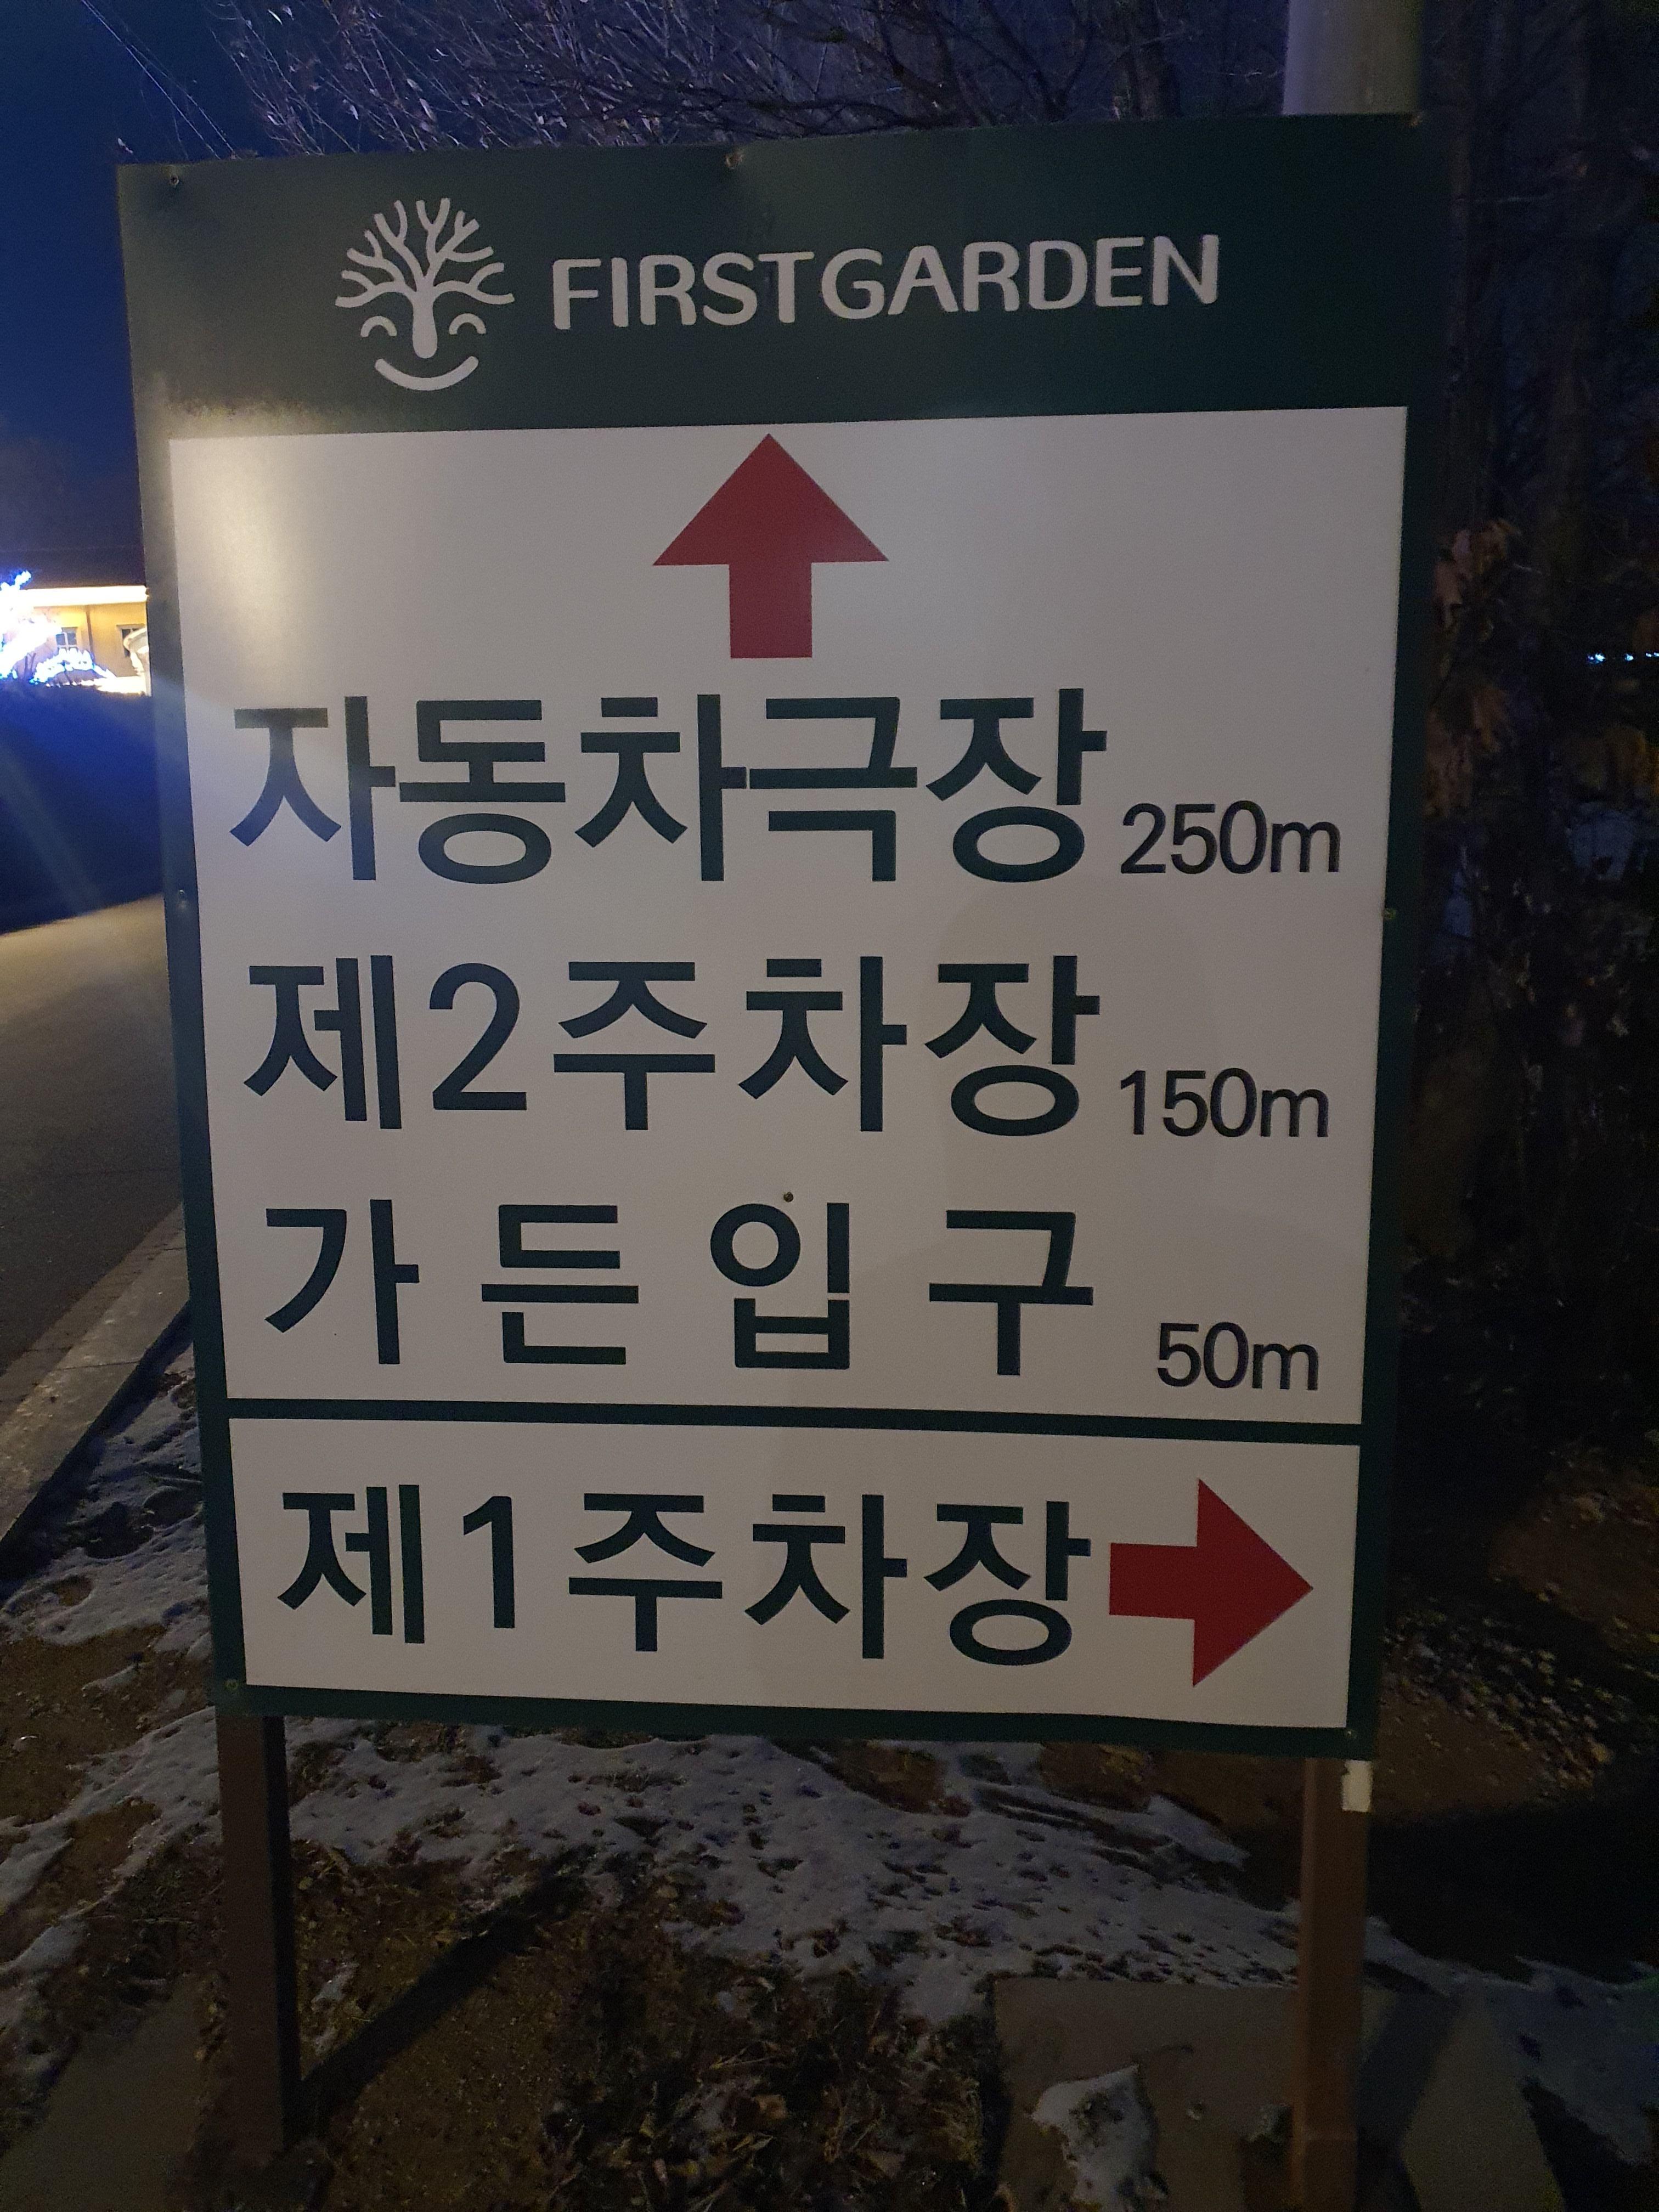 FIRSTGARDEN
자동차극장 250m
제2주차장 150m
가든입구 50m
제1주차장